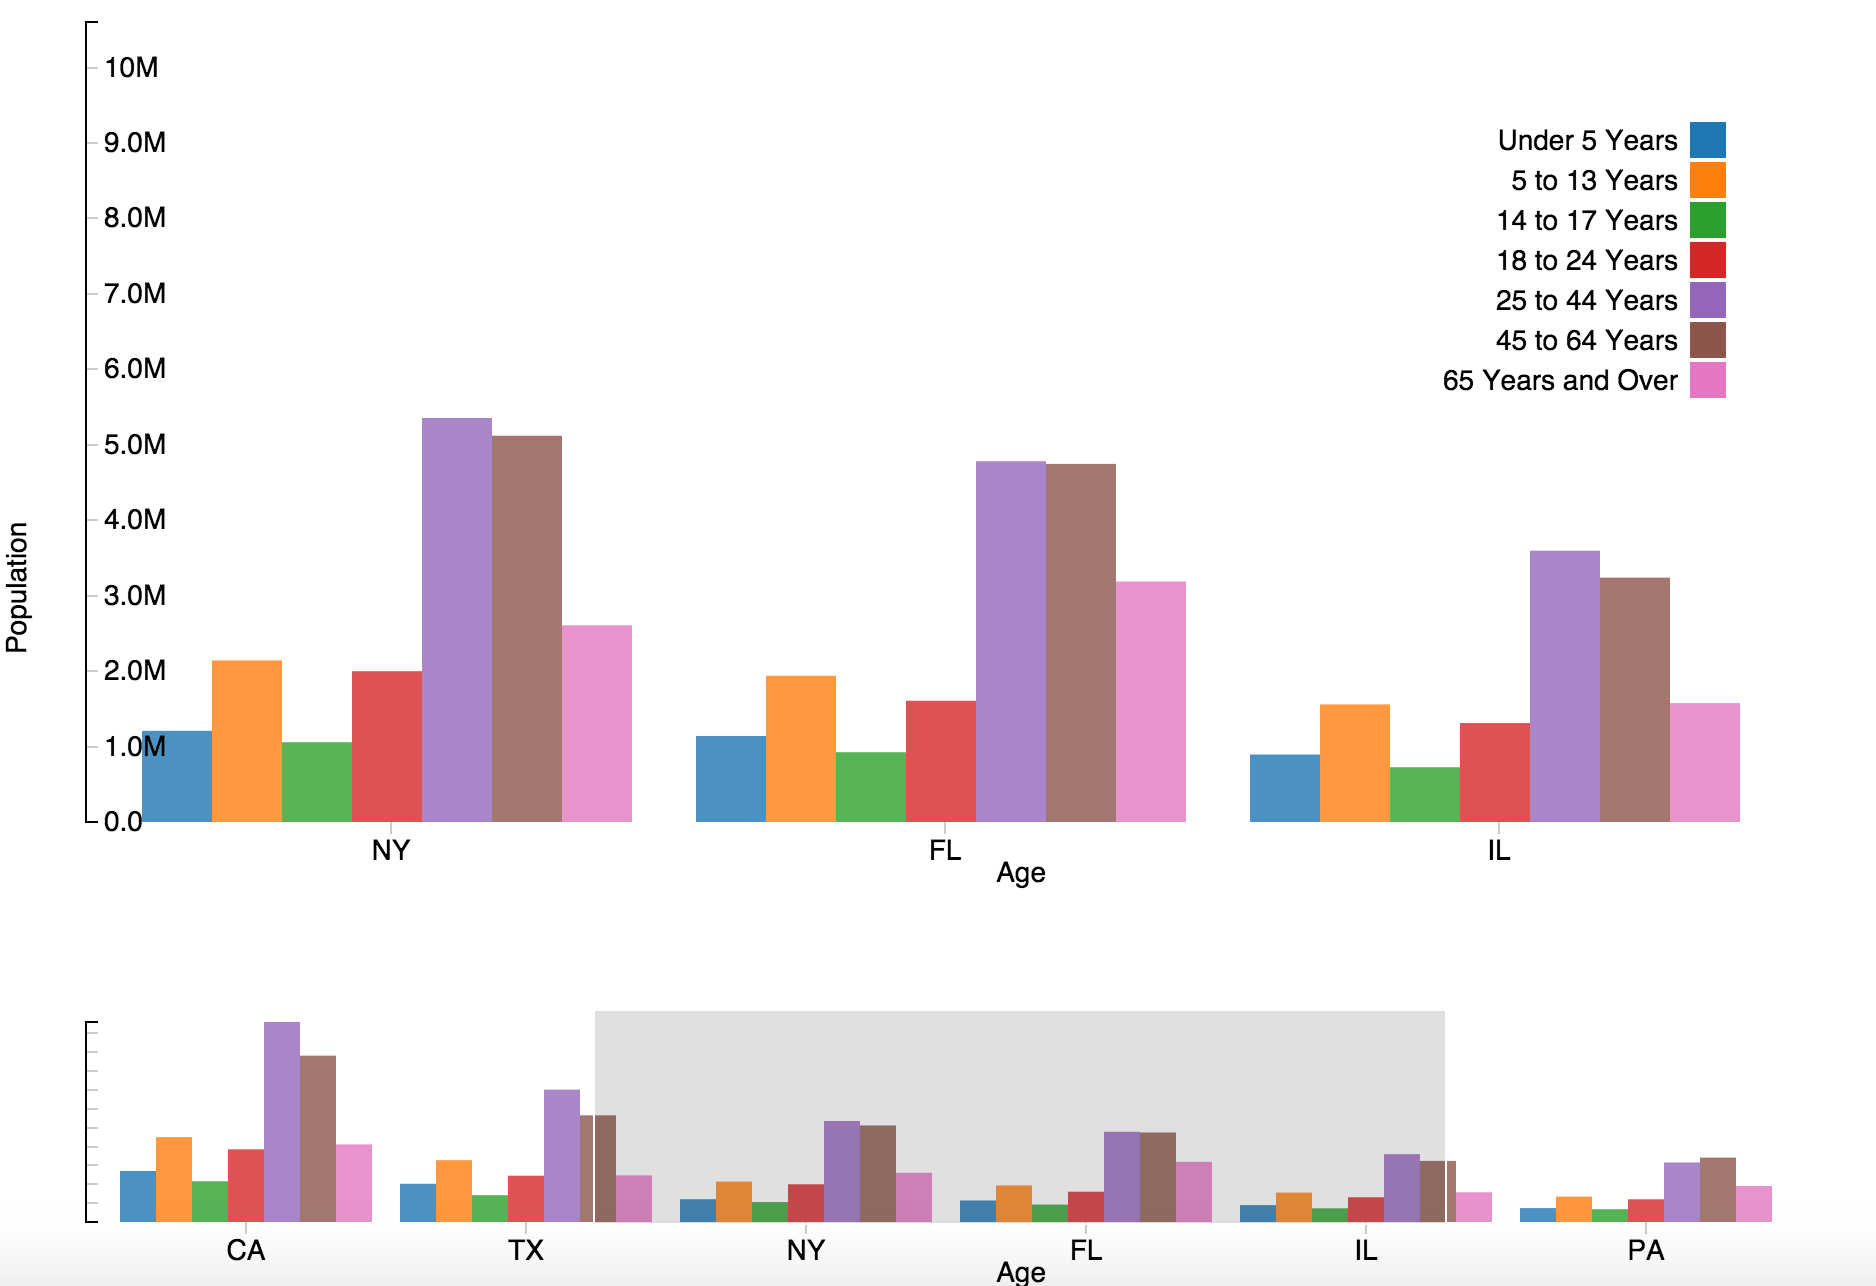 10M
9.0M
8.0M
7.0M
6.0M
5.0M
4.0M
3.0M
2.0M
1.0M
0.0
Population
Under 5 Years
5 to 13 Years
14 to 17 Years
18 to 24 Years
25 to 44 Years
45 to 64 Years
65 Years and Over
NY FL IL
Age
CA TX NY FL IL PA
Age